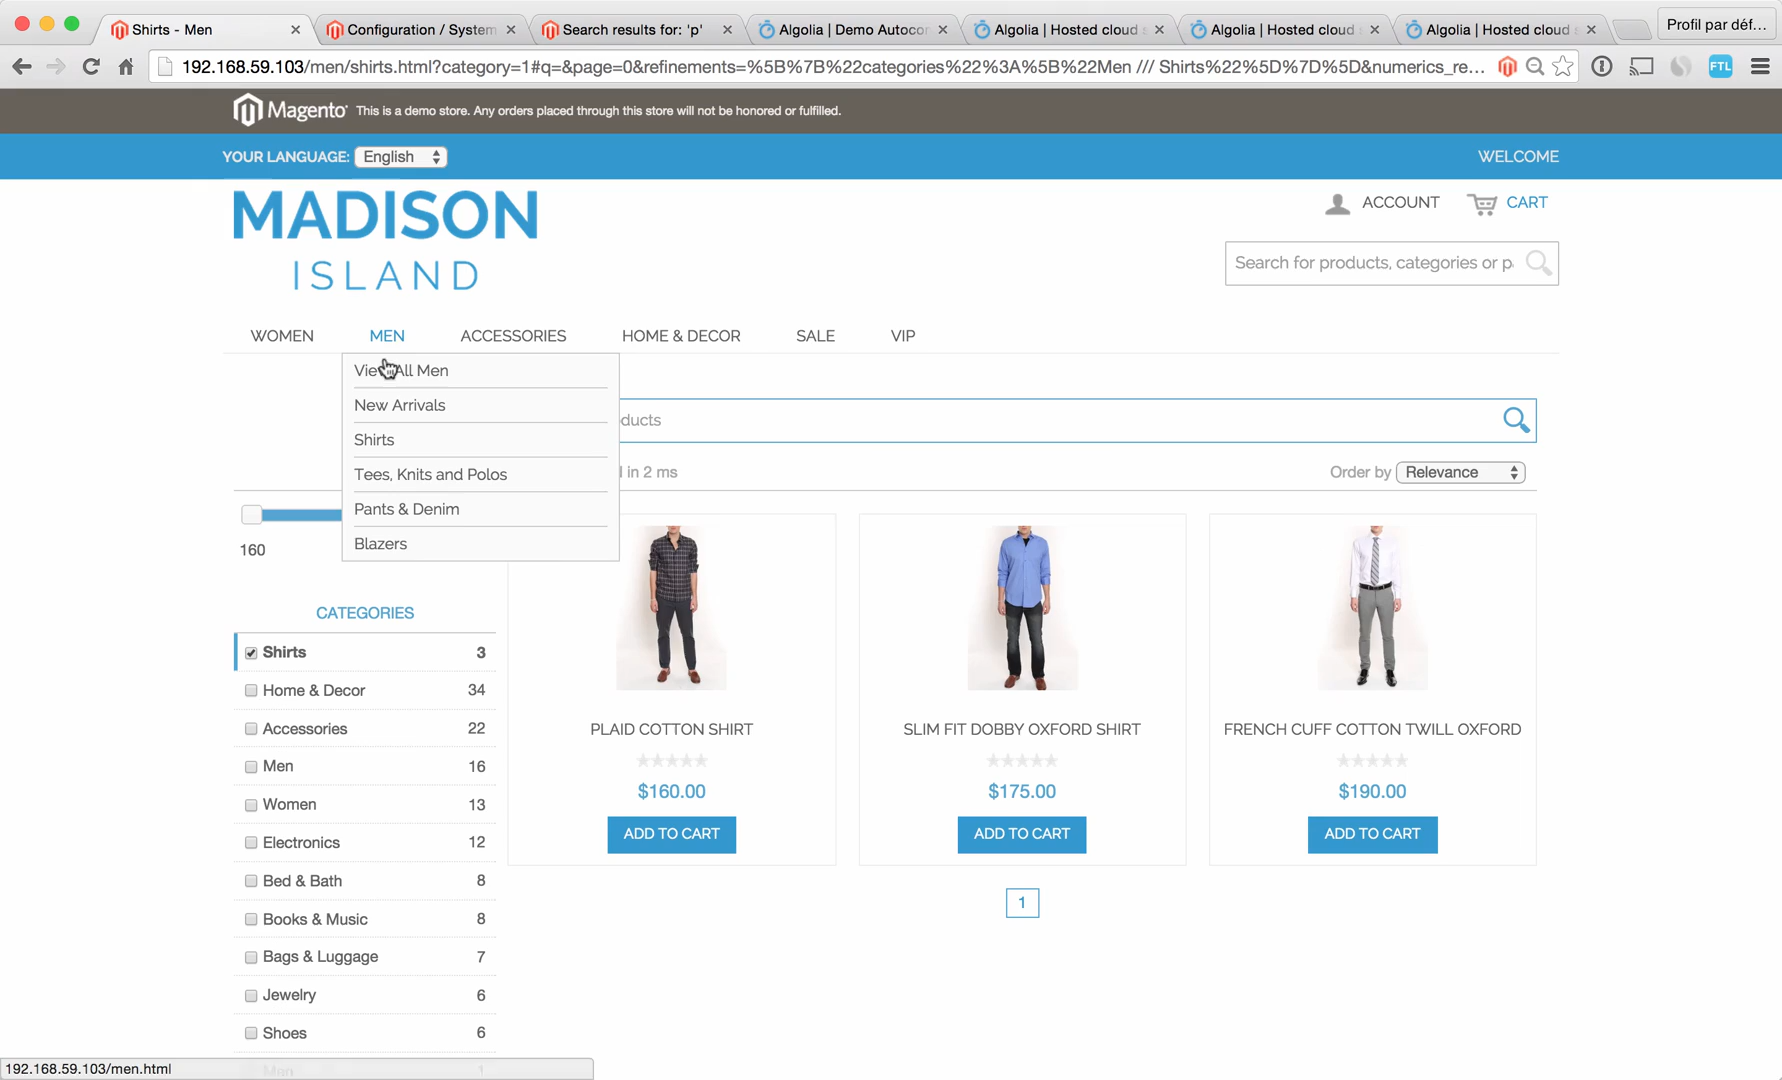 Shirts - Men
Configuration / System
Search results for: 'p'
Algolia | Demo Autocor
Algolia | Hosted cloud s
Algolia | Hosted cloud
Algolia | Hosted cloud s
Profil par déf...
192.168.59.103/men/shirts.html?category=1#q=&page=0&refinements=%5B%7B%22categories%22%3A%5B%22Men /// Shirts%22%5D%7D%5D&numerics_re...
FTL
Magento
This is a demo store. Any orders placed through this store will not be honored or fulfilled.
YOUR LANGUAGE: English
WELCOME
MADISON
ISLAND
ACCOUNT
CART
Search for products, categories or p
WOMEN
MEN
ACCESSORIES
HOME & DECOR
SALE
VIP
View All Men
New Arrivals
Shirts
Tees, Knits and Polos
Pants & Denim
Blazers
ducts
in 2 ms
Order by Relevance
160
CATEGORIES
Shirts 3
Home & Decor 34
Accessories 22
Men 16
Women 13
Electronics 12
Bed & Bath 8
Books & Music 8
Bags & Luggage 7
Jewelry 6
Shoes 6
Men 1
PLAID COTTON SHIRT
$160.00
ADD TO CART
SLIM FIT DOBBY OXFORD SHIRT
$175.00
ADD TO CART
FRENCH CUFF COTTON TWILL OXFORD
$190.00
ADD TO CART
1
192.168.59.103/men.html